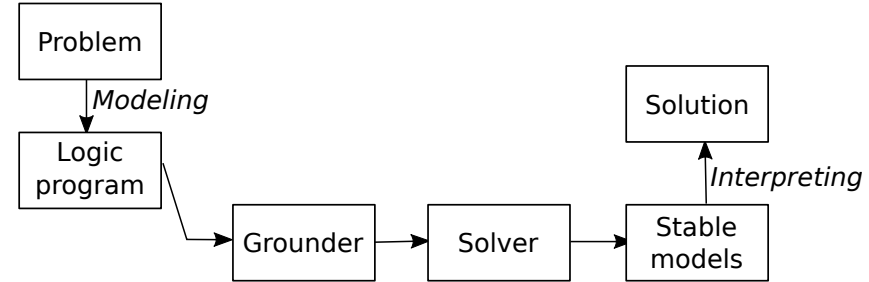 Problem
Modeling
Logic
program
Grounder
Solver
Stable
models
Interpreting
Solution